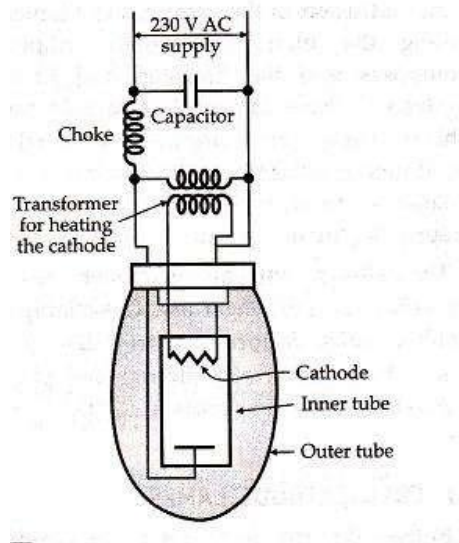 230 V AC
supply
Capacitor
Choke
Transformer
for heating
the cathode
Cathode
Inner tube
Outer tube